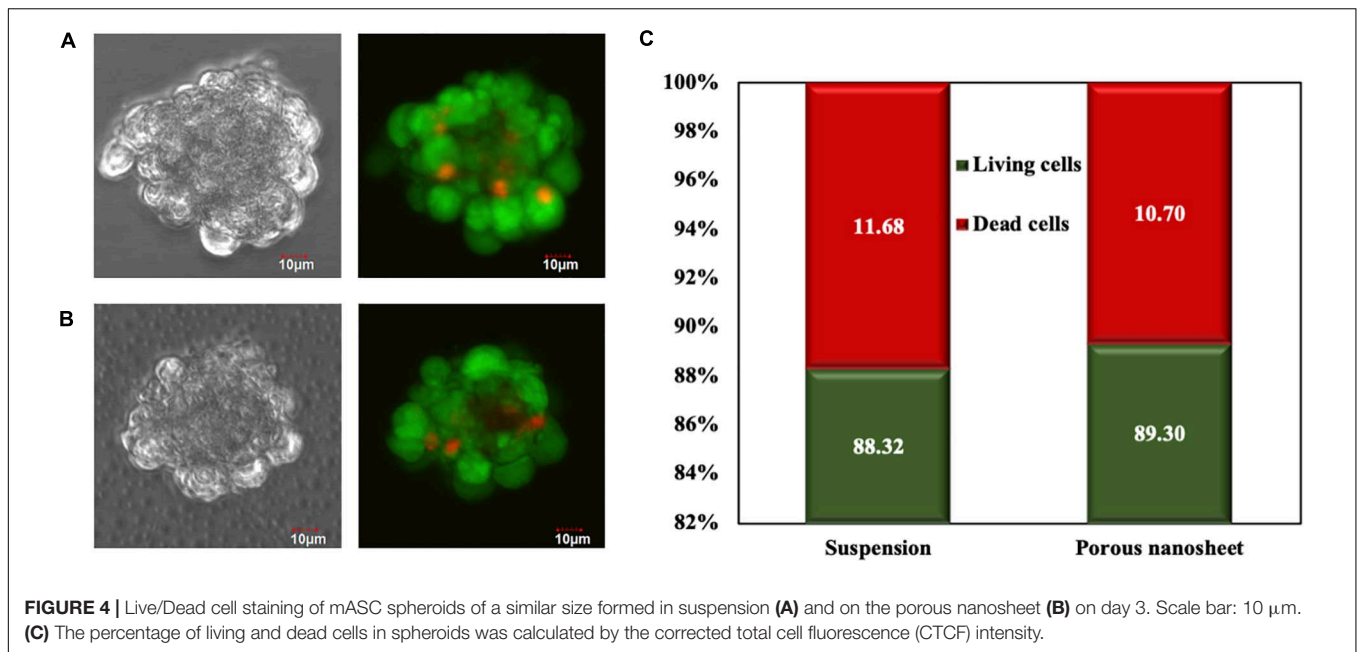 A
10µm
10µm
B
10µm
10µm
C
100%
98%
96%
94%
92%
90%
88%
86%
84%
82%
Living cells
Dead cells
11.68
10.70
88.32
89.30
Suspension
Porous nanosheet
FIGURE 4 | Live/Dead cell staining of mASC spheroids of a similar size formed in suspension (A) and on the porous nanosheet (B) on day 3. Scale bar: 10 µm.
(C) The percentage of living and dead cells in spheroids was calculated by the corrected total cell fluorescence (CTCF) intensity.